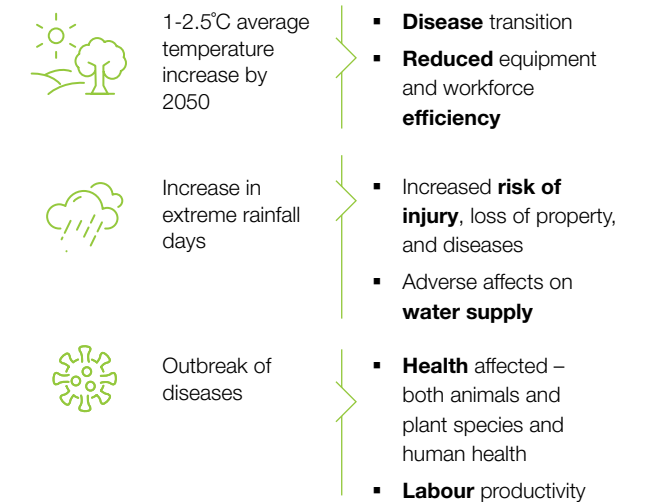 1-2.5˚C average
temperature
increase by
2050
▪ Disease transition
▪ Reduced equipment
and workforce
efficiency
Increase in
extreme rainfall
days
▪ Increased risk of
injury, loss of property,
and diseases
▪ Adverse affects on
water supply
Outbreak of
diseases
▪ Health affected –
both animals and
plant species and
human health
▪ Labour productivity